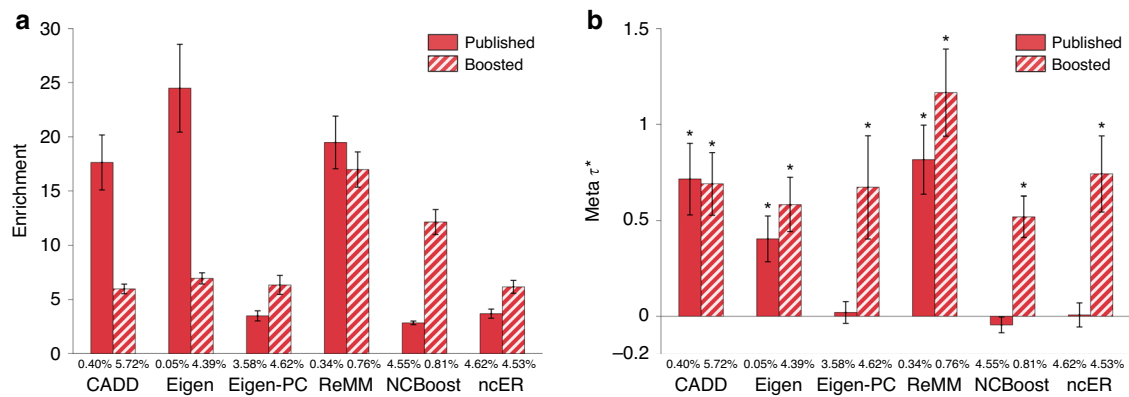 a
Enrichment
30
25
20
15
10
5
0
Published
Boosted
0.40% 5.72% 0.05% 4.39% 3.58% 4.62% 0.34% 0.76% 4.55% 0.81% 4.62% 4.53%
CADD Eigen Eigen-PC ReMM NCBoost ncER
b
Meta τ*
1.5
1
0.5
0
−0.2
Published
Boosted
* * * * * * * * *
0.40% 5.72% 0.05% 4.39% 3.58% 4.62% 0.34% 0.76% 4.55% 0.81% 4.62% 4.53%
CADD Eigen Eigen-PC ReMM NCBoost ncER